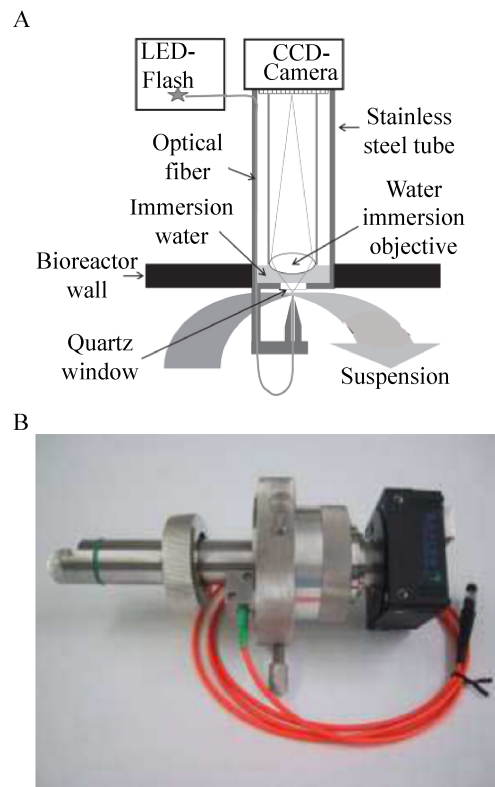 A
LED-
Flash
CCD-
Camera
Stainless
steel tube
Optical
fiber
Water
immersion
objective
Immersion
water
Bioreactor
wall
Quartz
window
Suspension
B